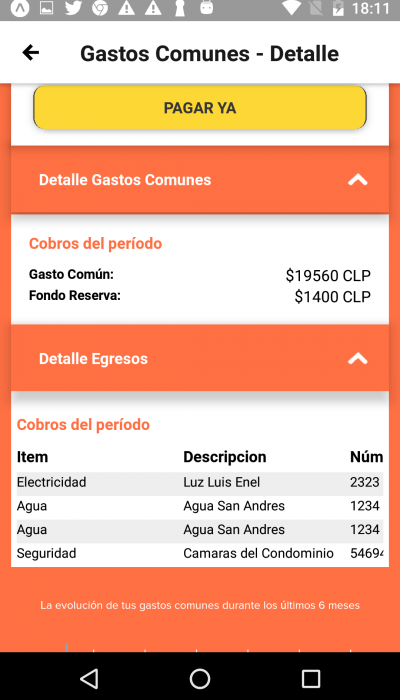 18:11
Gastos Comunes - Detalle
PAGAR YA
Detalle Gastos Comunes
Cobros del período
Gasto Común: $19560 CLP
Fondo Reserva: $1400 CLP
Detalle Egresos
Cobros del período
Item Descripcion Núm
Electricidad Luz Luis Enel 2323
Agua Agua San Andres 1234
Agua Agua San Andres 1234
Seguridad Camaras del Condominio 5469
La evolución de tus gastos comunes durante los últimos 6 meses